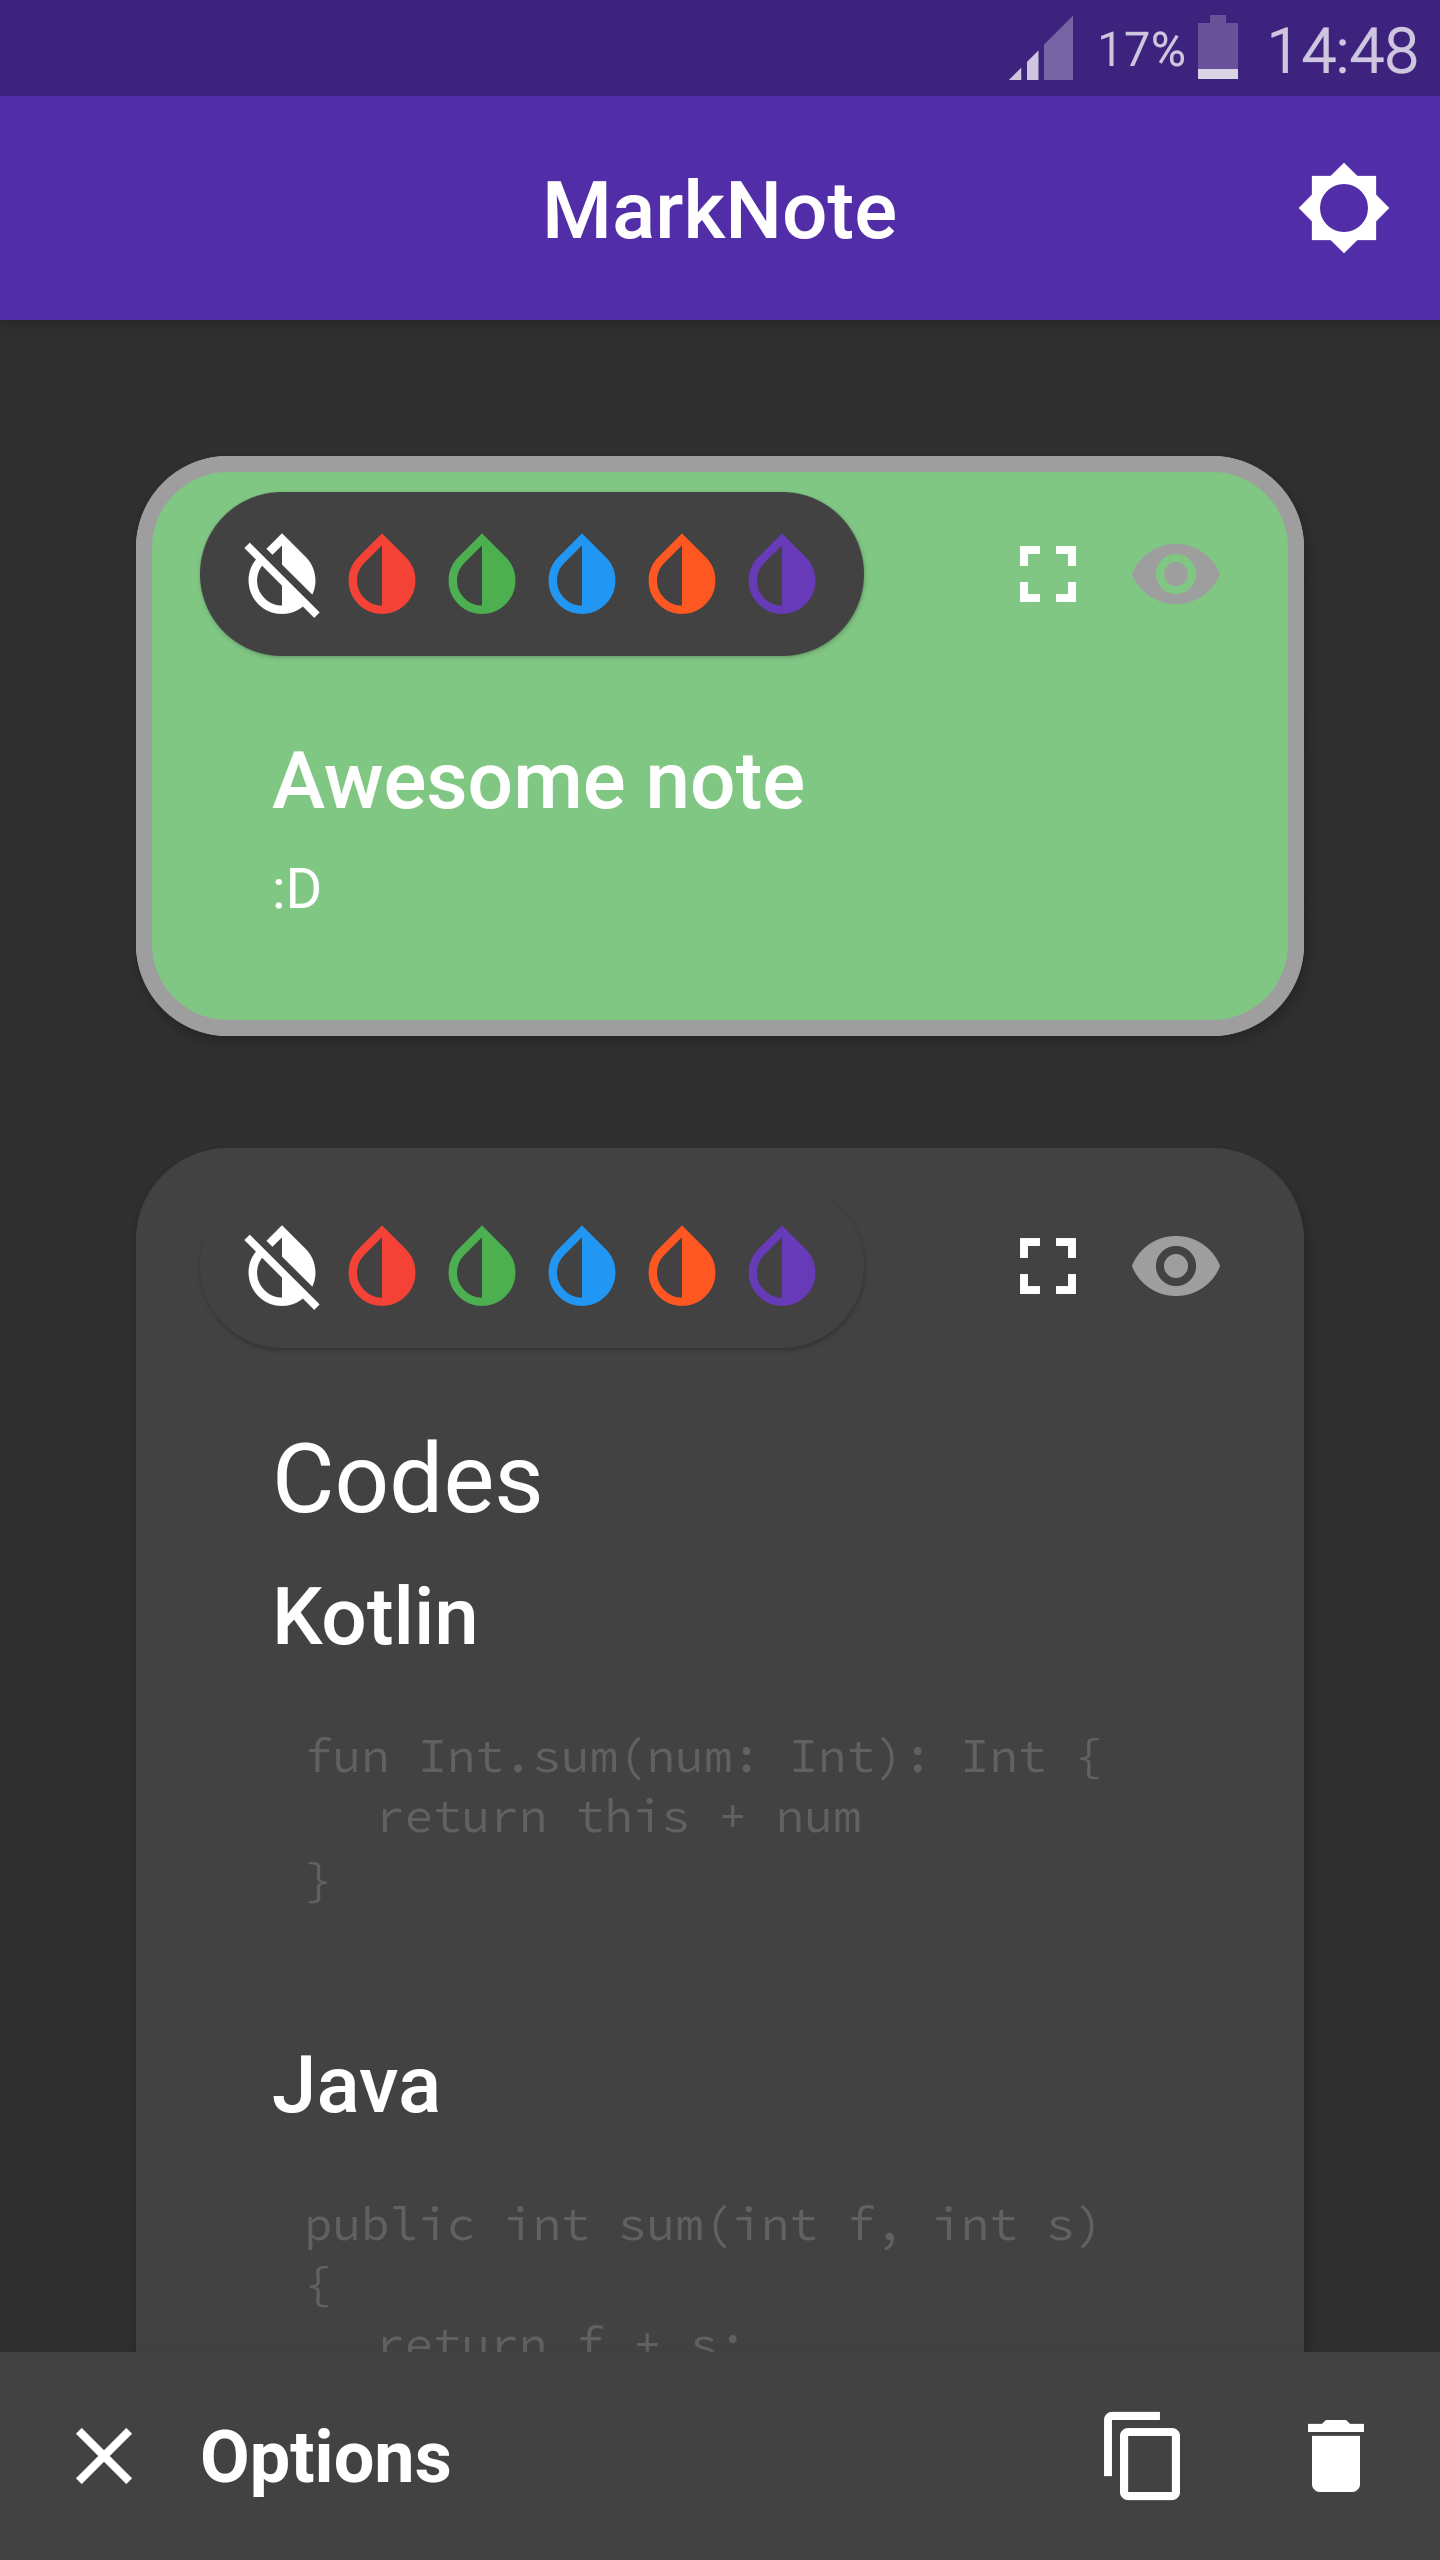 17% 14:48
MarkNote
Awesome note
:D
Codes
Kotlin
fun Int.sum(num: Int): Int {
return this + num
}
Java
public int sum(int f, int s)
{
return f + s;
Options